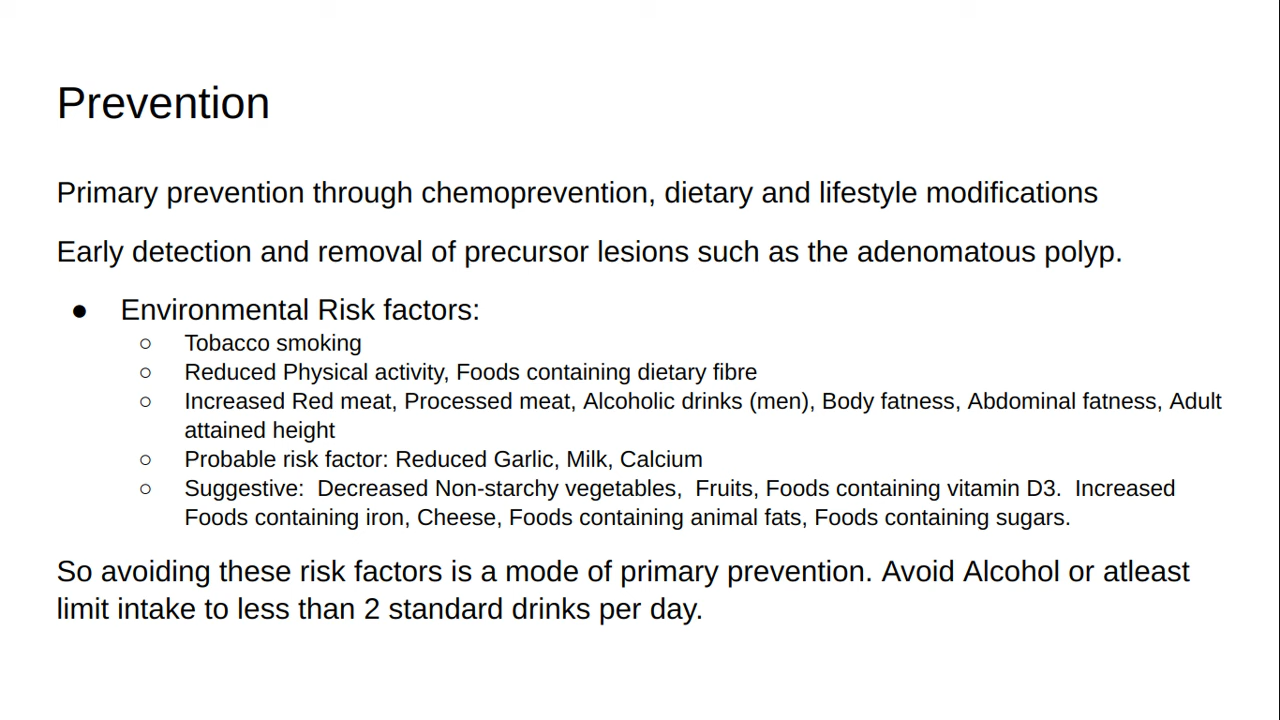 Prevention
Primary prevention through chemoprevention, dietary and lifestyle modifications
Early detection and removal of precursor lesions such as the adenomatous polyp.
● Environmental Risk factors:
○ Tobacco smoking
○ Reduced Physical activity, Foods containing dietary fibre
○ Increased Red meat, Processed meat, Alcoholic drinks (men), Body fatness, Abdominal fatness, Adult
attained height
○ Probable risk factor: Reduced Garlic, Milk, Calcium
○ Suggestive:  Decreased Non-starchy vegetables,  Fruits, Foods containing vitamin D3.  Increased
Foods containing iron, Cheese, Foods containing animal fats, Foods containing sugars.
So avoiding these risk factors is a mode of primary prevention. Avoid Alcohol or atleast
limit intake to less than 2 standard drinks per day.